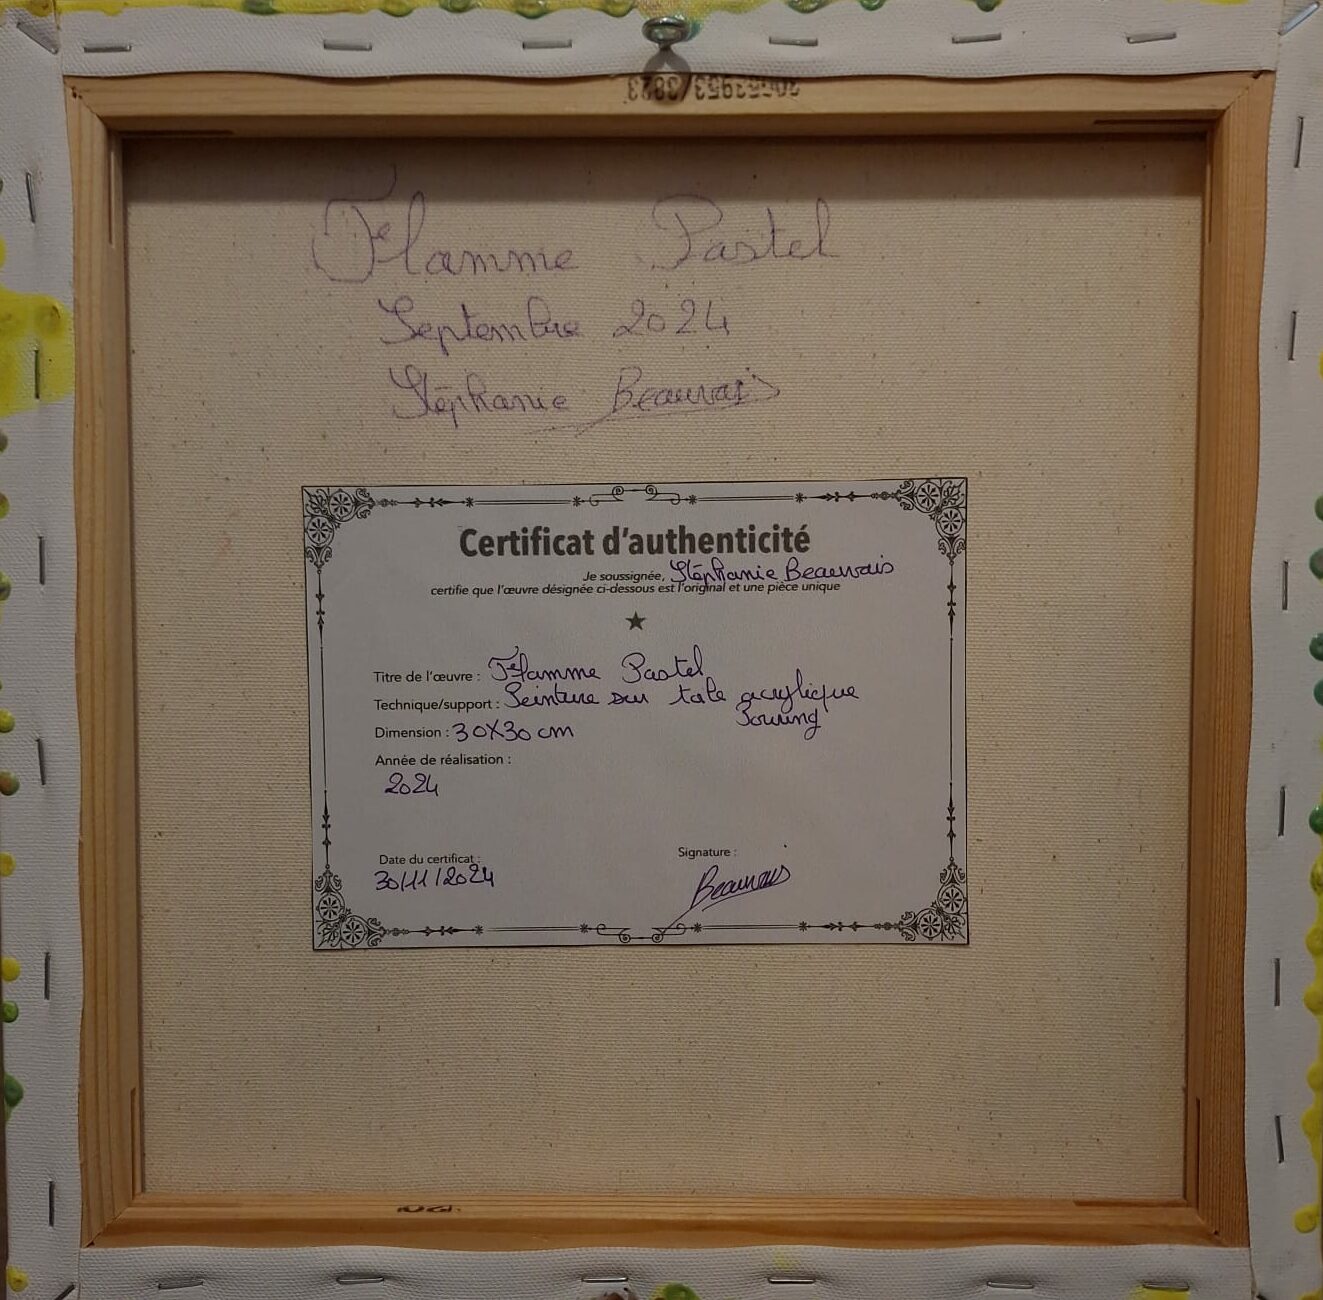 20053953/3823
Flamme Pastel
Septembre 2024
Stéphanie Beauvais
Certificat d'authenticité
Je soussignée, Stéphanie Beauvais
certifie que l'œuvre désignée ci-dessous est l'original et une pièce unique
Titre de l'œuvre : Flamme Pastel
Technique/support : Peinture sur toile acrylique
Pouring
Dimension : 30X30 cm
Année de réalisation :
2024
Date du certificat :
30/11/2024
Signature :
Beauvais